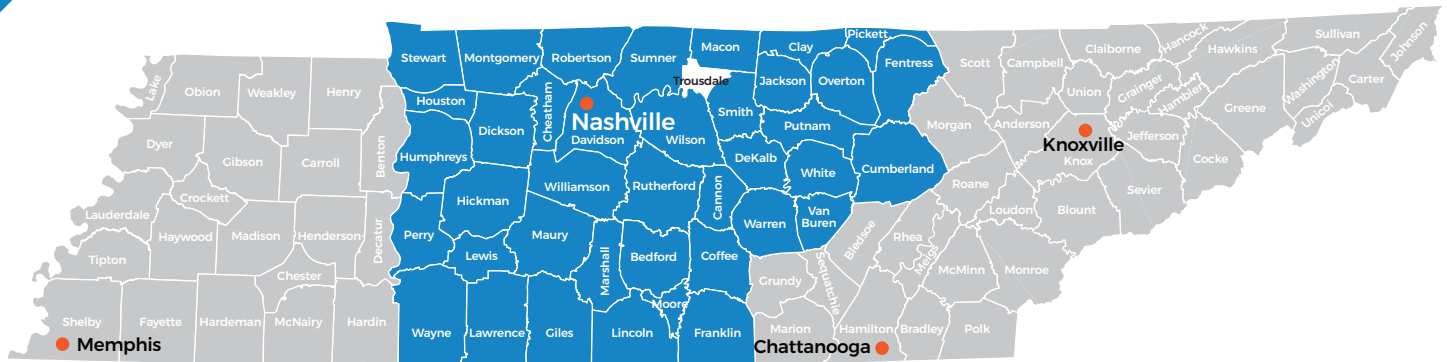 Stewart
Montgomery
Robertson
Sumner
Macon
Clay
Pickett
Fentress
Trousdale
Jackson
Overton
Smith
Putnam
Houston
Dickson
Cheatham
Nashville
Davidson
Wilson
Humphreys
DeKalb
White
Cumberland
Williamson
Rutherford
Cannon
Hickman
Warren
Van
Buren
Perry
Lewis
Maury
Marshall
Bedford
Coffee
Moore
Wayne
Lawrence
Giles
Lincoln
Franklin
Lake
Obion
Weakley
Henry
Dyer
Gibson
Carroll
Benton
Crockett
Lauderdale
Haywood
Madison
Henderson
Decatur
Tipton
Chester
Shelby
Fayette
Hardeman
McNairy
Hardin
Memphis
Scott
Campbell
Claiborne
Hancock
Hawkins
Sullivan
Johnson
Union
Grainger
Hamblen
Washington
Carter
Unicoi
Greene
Morgan
Anderson
Knoxville
Knox
Jefferson
Cocke
Sevier
Roane
Loudon
Blount
Bledsoe
Rhea
Meigs
McMinn
Monroe
Grundy
Sequatchie
Marion
Hamilton
Bradley
Polk
Chattanooga